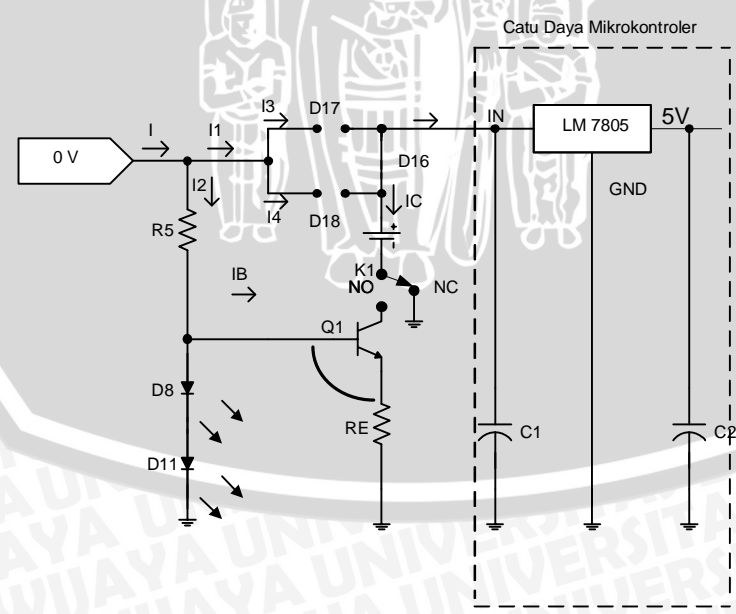 Catu Daya Mikrokontroler
I3
D17
I
I1
IN
LM 7805
5V
0 V
D16
I2
GND
I4
D18
IC
R5
K1
NO
NC
IB
Q1
D8
RE
C1
C2
D11